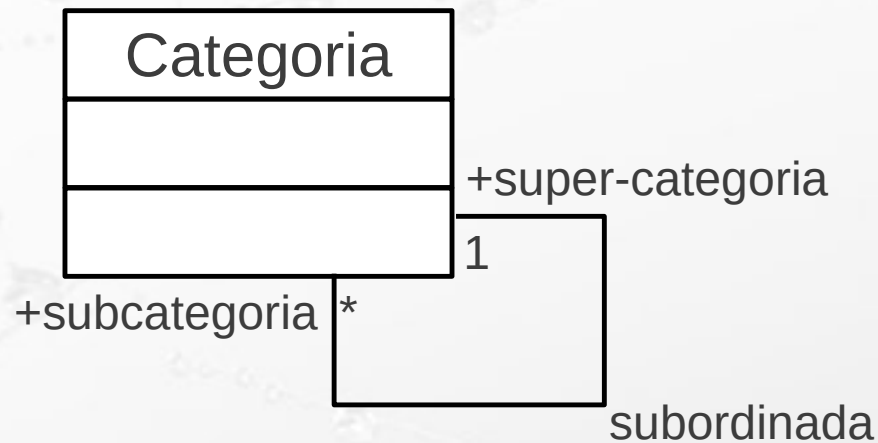 Categoria
+super-categoria
1
+subcategoria *
subordinada